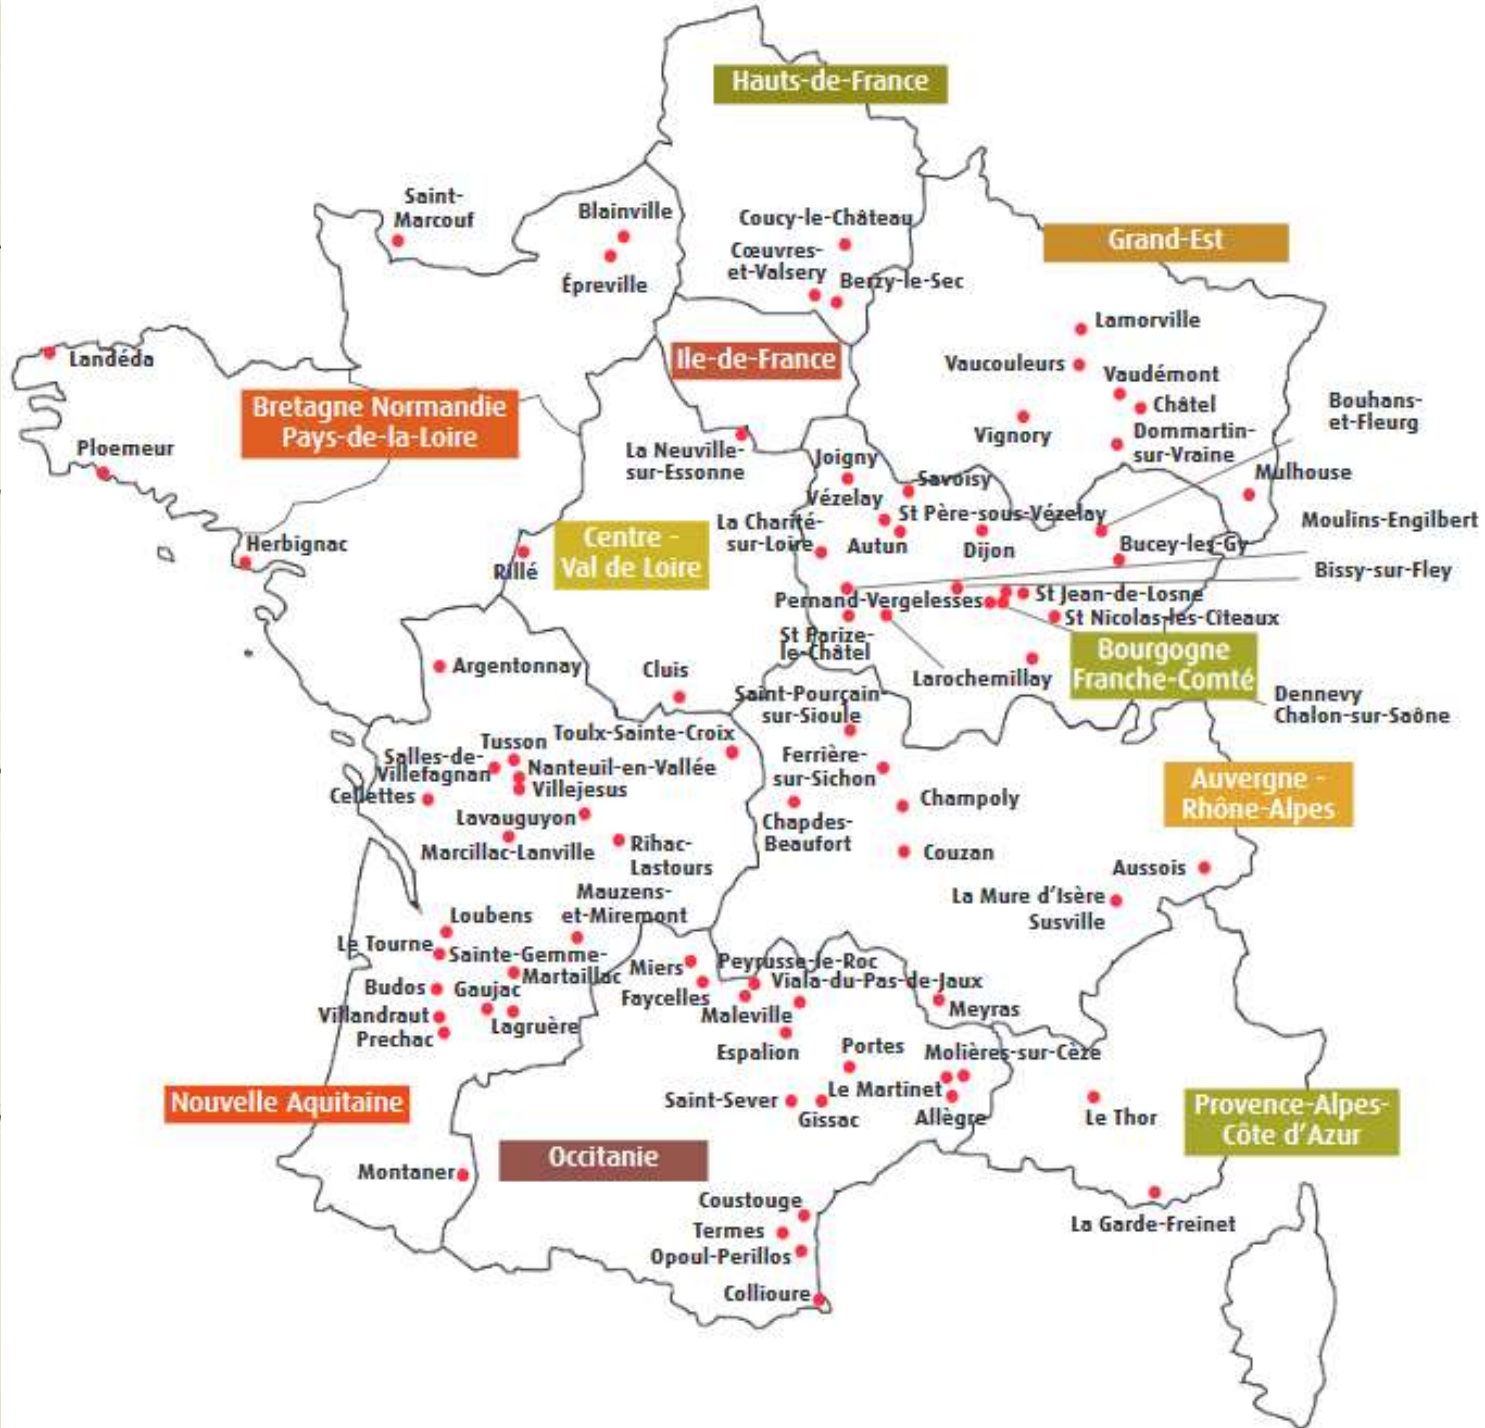 Hauts-de-France
Saint-
Marcouf
Blainville
Épreville
Coucy-le-Château
Cœuvres-
et-Valsery
Berzy-le-Sec
Grand-Est
Lamorville
Vaucouleurs
Vaudémont
Châtel
Vignory
Dommartin-
sur-Vraine
Bouhans-
et-Fleurg
Mulhouse
Landéda
Ile-de-France
Bretagne Normandie
Pays-de-la-Loire
Ploemeur
La Neuville-
sur-Essonne
Joigny
Savoisy
Vézelay
St Père-sous-Vézelay
Moulins-Engilbert
La Charité-
sur-Loire
Autun
Dijon
Bucey-les-Gy
Herbignac
Rillé
Centre -
Val de Loire
Bissy-sur-Fley
Pernand-Vergelesses
St Jean-de-Losne
St Nicolas-les-Cîteaux
St Parize-
le-Châtel
Bourgogne
Franche-Comté
Larochemillay
Dennevy
Chalon-sur-Saône
Argentonnay
Cluis
Saint-Pourçain-
sur-Sioule
Toulx-Sainte-Croix
Tusson
Salles-de-
Villefagnan
Nanteuil-en-Vallée
Villejesus
Cellettes
Ferrière-
sur-Sichon
Auvergne -
Rhône-Alpes
Champoly
Lavauguyon
Marcillac-Lanville
Rihac-
Lastours
Chapdes-
Beaufort
Couzan
Aussois
La Mure d'Isère
Susville
Mauzens-
et-Miremont
Loubens
Le Tourne
Sainte-Gemme-
Martaillac
Miers
Faycelles
Peyrusse-le-Roc
Viala-du-Pas-de-Jaux
Maleville
Meyras
Budos
Gaujac
Villandraut
Lagruère
Prechac
Espalion
Portes
Molières-sur-Cèze
Le Martinet
Saint-Sever
Gissac
Allègre
Le Thor
Nouvelle Aquitaine
Provence-Alpes-
Côte d'Azur
Occitanie
Montaner
Coustouge
Termes
Opoul-Perillos
Collioure
La Garde-Freinet